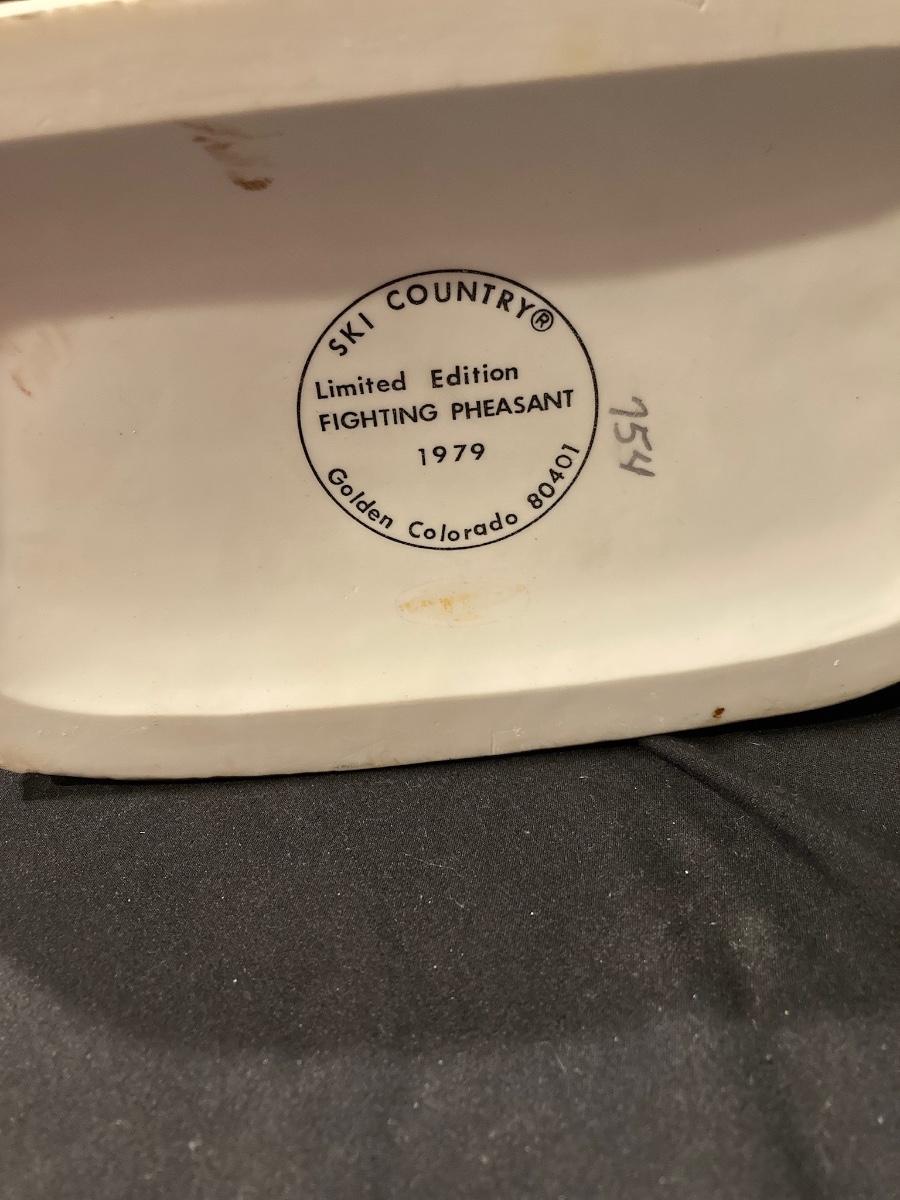 SKI COUNTRY®
Limited Edition
FIGHTING PHEASANT
1979
Golden Colorado 80401
754